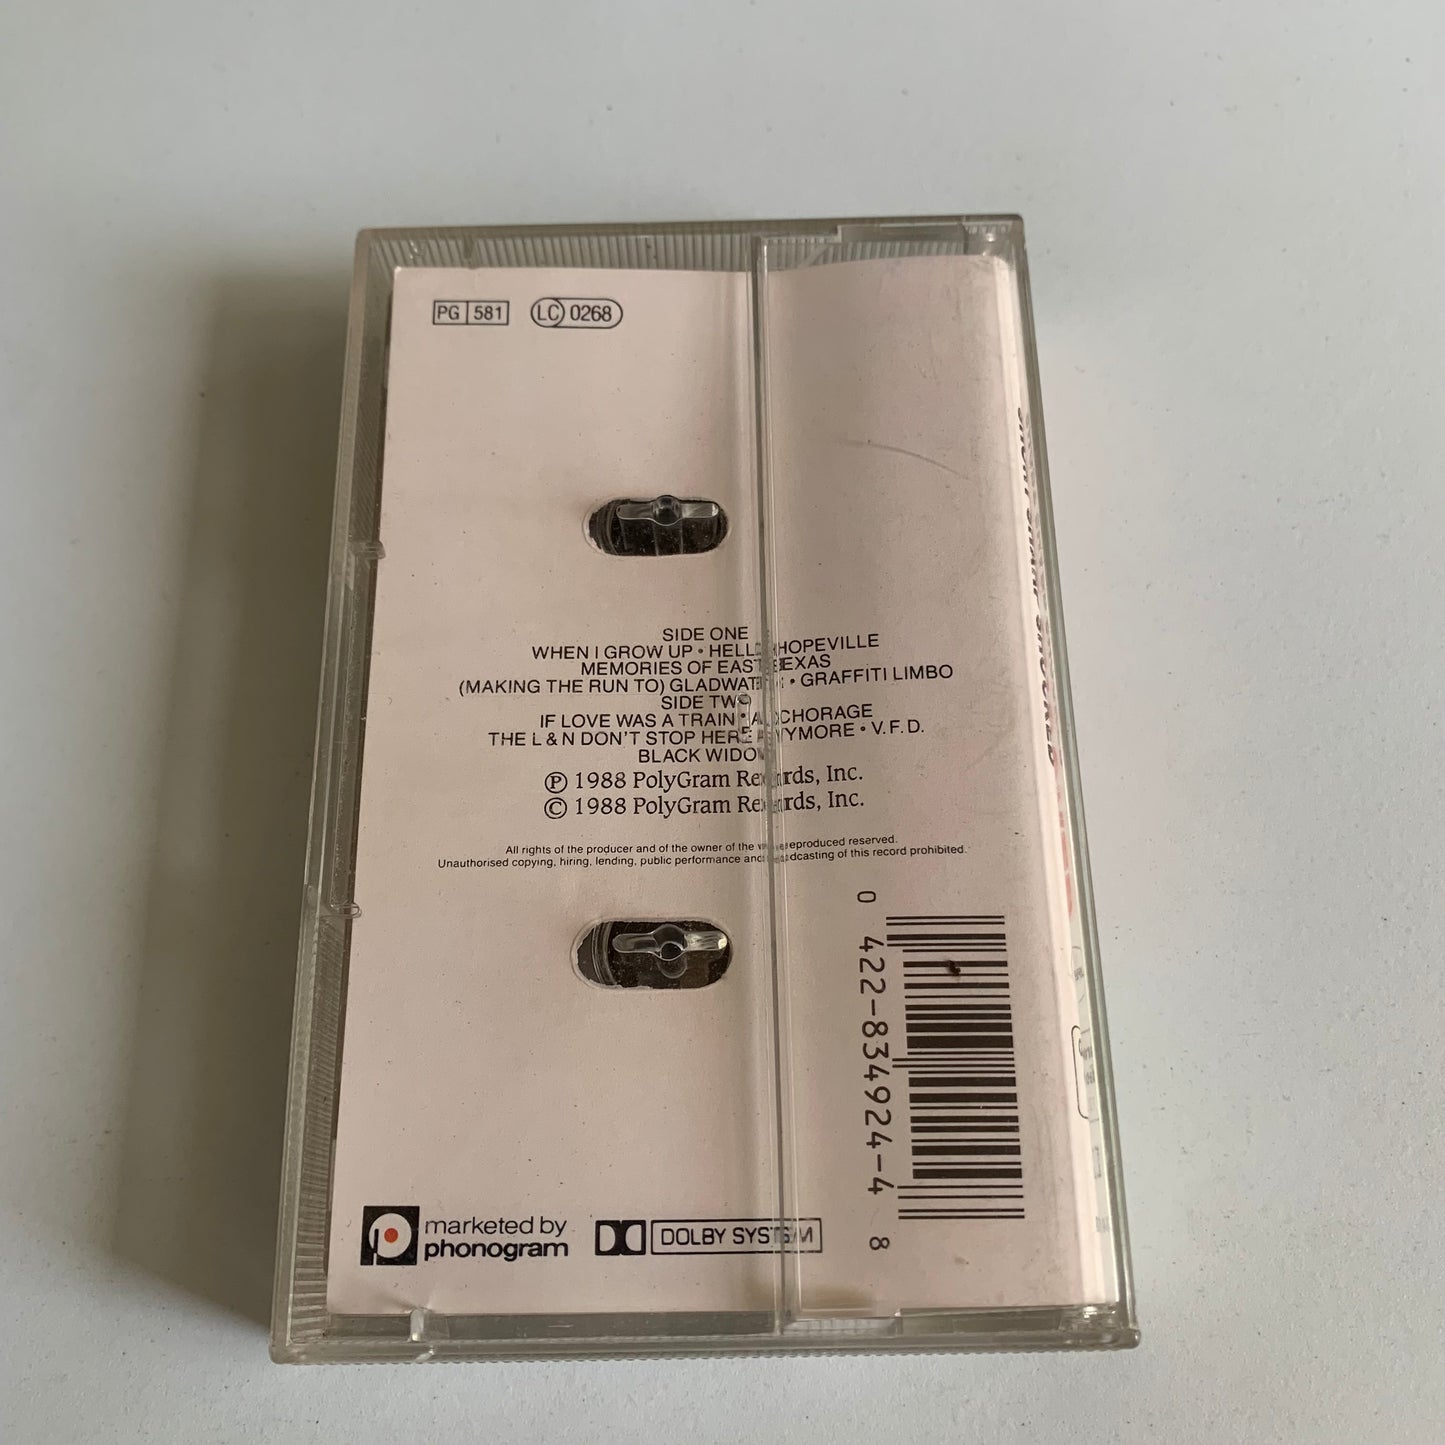 PG 581 LC 0268
SIDE ONE
WHEN I GROW UP • HELLO HOPEVILLE
MEMORIES OF EAST TEXAS
(MAKING THE RUN TO) GLADWATER • GRAFFITI LIMBO
SIDE TWO
IF LOVE WAS A TRAIN • ANCHORAGE
THE L & N DON'T STOP HERE ANYMORE • V.F.D.
BLACK WIDOW
Ⓟ 1988 PolyGram Records, Inc.
© 1988 PolyGram Records, Inc.
All rights of the producer and of the owner of the reproduced reserved.
Unauthorised copying, hiring, lending, public performance and broadcasting of this record prohibited.
0 422-834924-4 8
marketed by
phonogram
DOLBY SYSTEM
SHORT SHARP SHOCKED